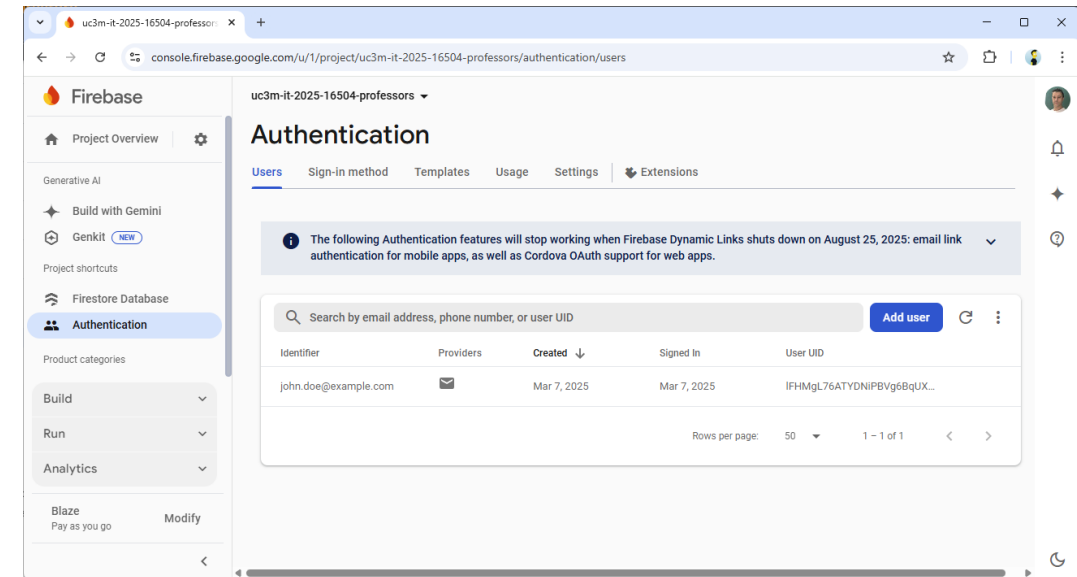 uc3m-it-2025-16504-professors
console.firebase.google.com/u/1/project/uc3m-it-2025-16504-professors/authentication/users
Firebase
Project Overview
Generative AI
Build with Gemini
Genkit NEW
Project shortcuts
Firestore Database
Authentication
Product categories
Build
Run
Analytics
Blaze
Pay as you go
Modify
uc3m-it-2025-16504-professors
Authentication
Users Sign-in method Templates Usage Settings Extensions
The following Authentication features will stop working when Firebase Dynamic Links shuts down on August 25, 2025: email link
authentication for mobile apps, as well as Cordova OAuth support for web apps.
Search by email address, phone number, or user UID
Add user
Identifier Providers Created Signed In User UID
john.doe@example.com Mar 7, 2025 Mar 7, 2025 lFHMgL76ATYDNiPBVg6BqUX...
Rows per page: 50 1 – 1 of 1